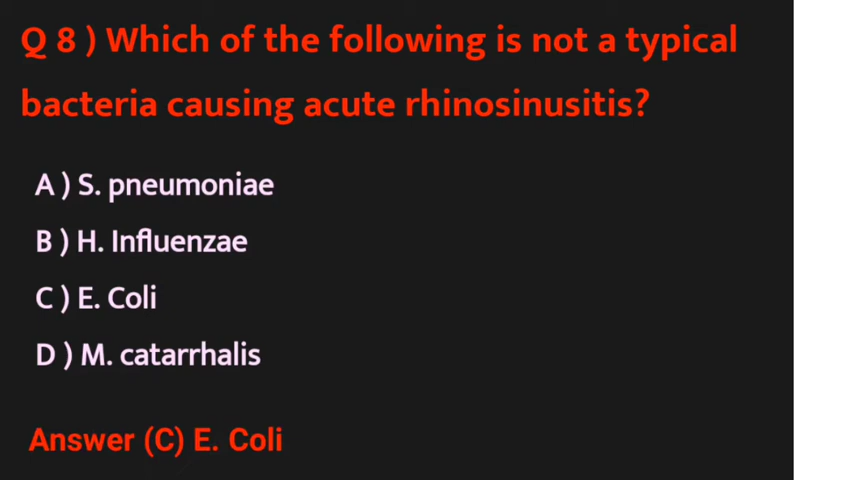 Q 8 ) Which of the following is not a typical
bacteria causing acute rhinosinusitis?
A ) S. pneumoniae
B ) H. Influenzae
C ) E. Coli
D ) M. catarrhalis
Answer (C) E. Coli